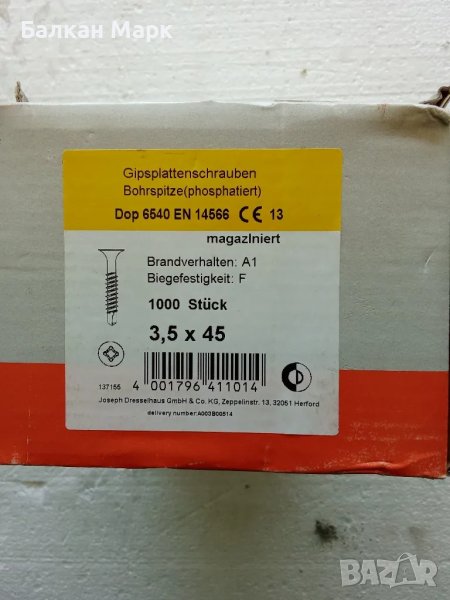 Балкан Марк
Gipsplattenschrauben
Bohrspitze(phosphatiert)
Dop 6540 EN 14566 CE 13
magazIniert
Brandverhalten: A1
Biegefestigkeit: F
1000 Stück
3,5 x 45
137156
4 001796 411014
Joseph Dresselhaus GmbH & Co. KG, Zeppelinstr. 13, 32051 Herford
delivery number:A003B00514
BAZAR